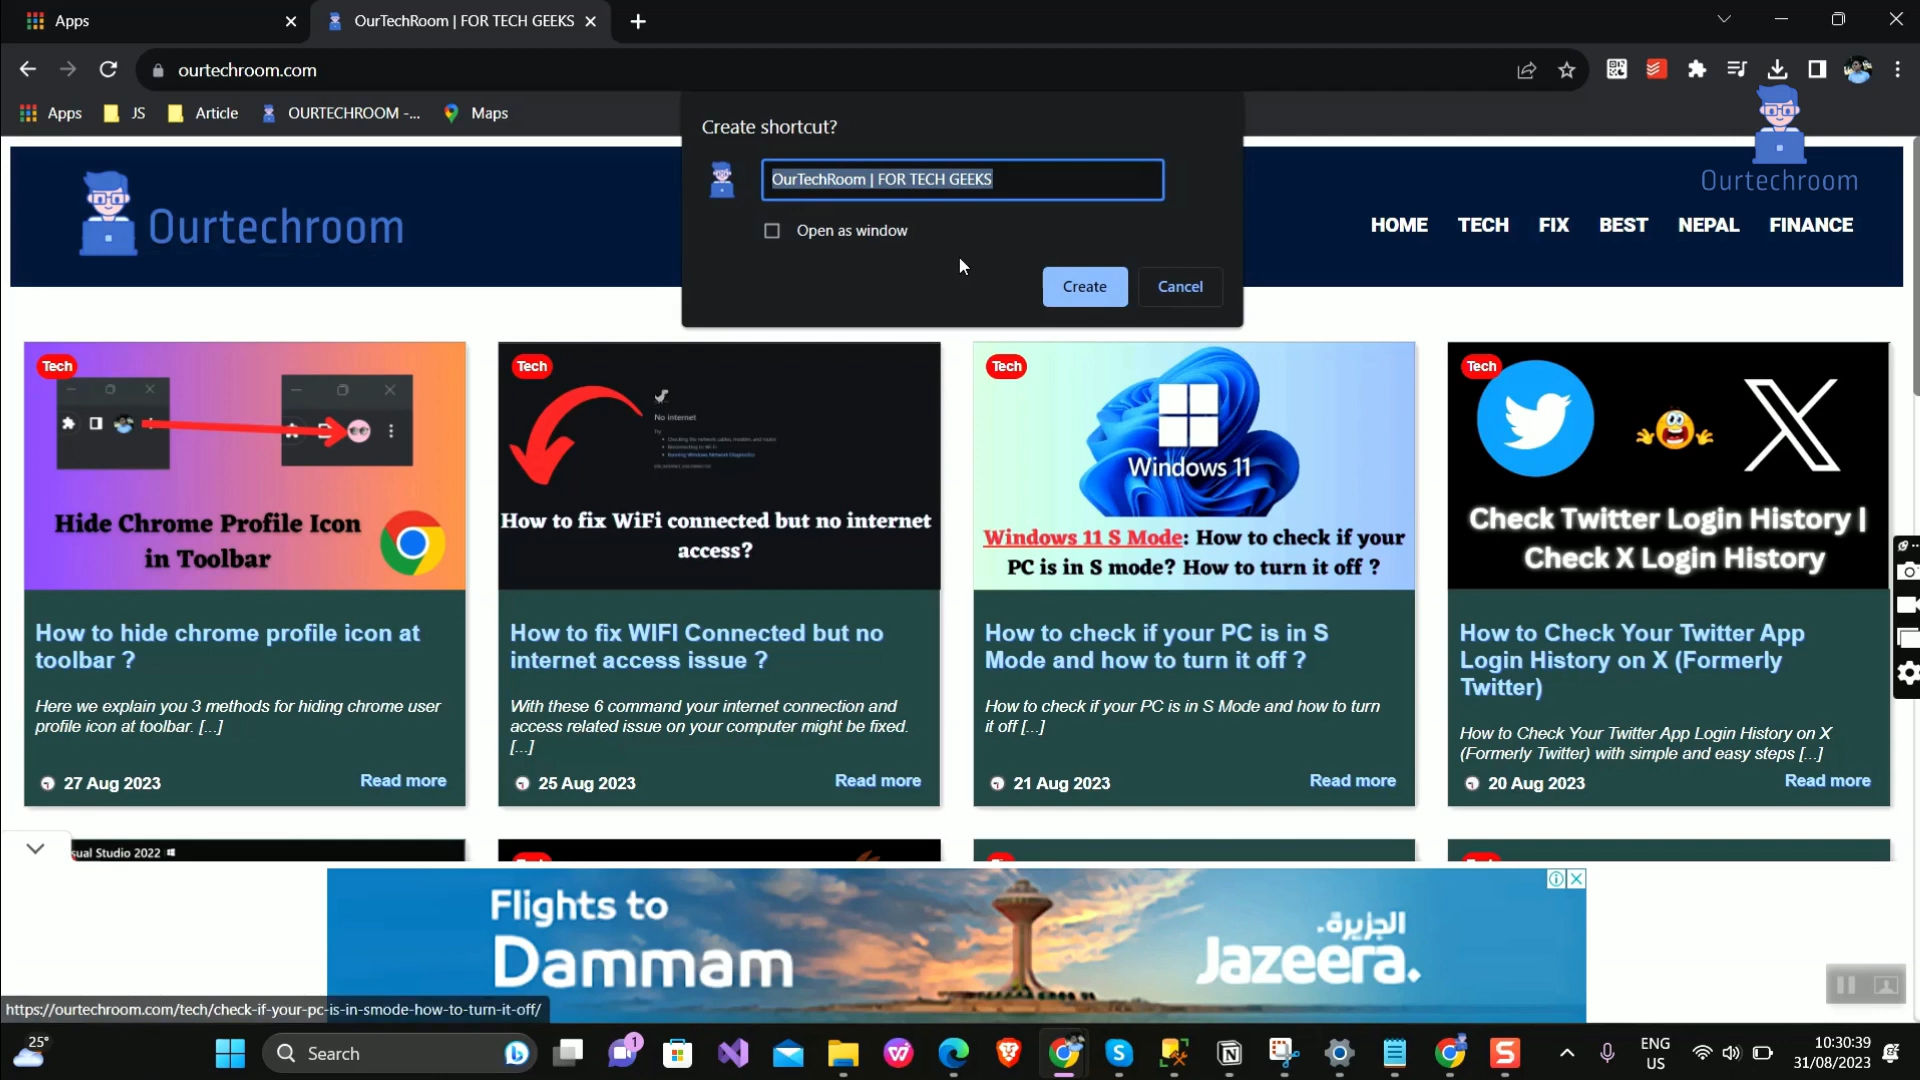 Apps
OurTechRoom | FOR TECH GEEKS
ourtechroom.com
Apps
JS
Article
OURTECHROOM -...
Maps
Create shortcut?
OurTechRoom | FOR TECH GEEKS
Open as window
Create
Cancel
Ourtechroom
Ourtechroom
HOME
TECH
FIX
BEST
NEPAL
FINANCE
Tech
Hide Chrome Profile Icon
in Toolbar
How to hide chrome profile icon at
toolbar ?
Here we explain you 3 methods for hiding chrome user
profile icon at toolbar. [...]
27 Aug 2023
Read more
Tech
No internet
How to fix WiFi connected but no internet
access?
How to fix WIFI Connected but no
internet access issue ?
With these 6 command your internet connection and
access related issue on your computer might be fixed.
[...]
25 Aug 2023
Read more
Tech
Windows 11
Windows 11 S Mode: How to check if your
PC is in S mode? How to turn it off ?
How to check if your PC is in S
Mode and how to turn it off ?
How to check if your PC is in S Mode and how to turn
it off [...]
21 Aug 2023
Read more
Tech
Check Twitter Login History |
Check X Login History
How to Check Your Twitter App
Login History on X (Formerly
Twitter)
How to Check Your Twitter App Login History on X
(Formerly Twitter) with simple and easy steps [...]
20 Aug 2023
Read more
sual Studio 2022
Flights to
Dammam
الجزيرة.
Jazeera.
https://ourtechroom.com/tech/check-if-your-pc-is-in-smode-how-to-turn-it-off/
25°
Search
1
ENG
US
10:30:39
31/08/2023